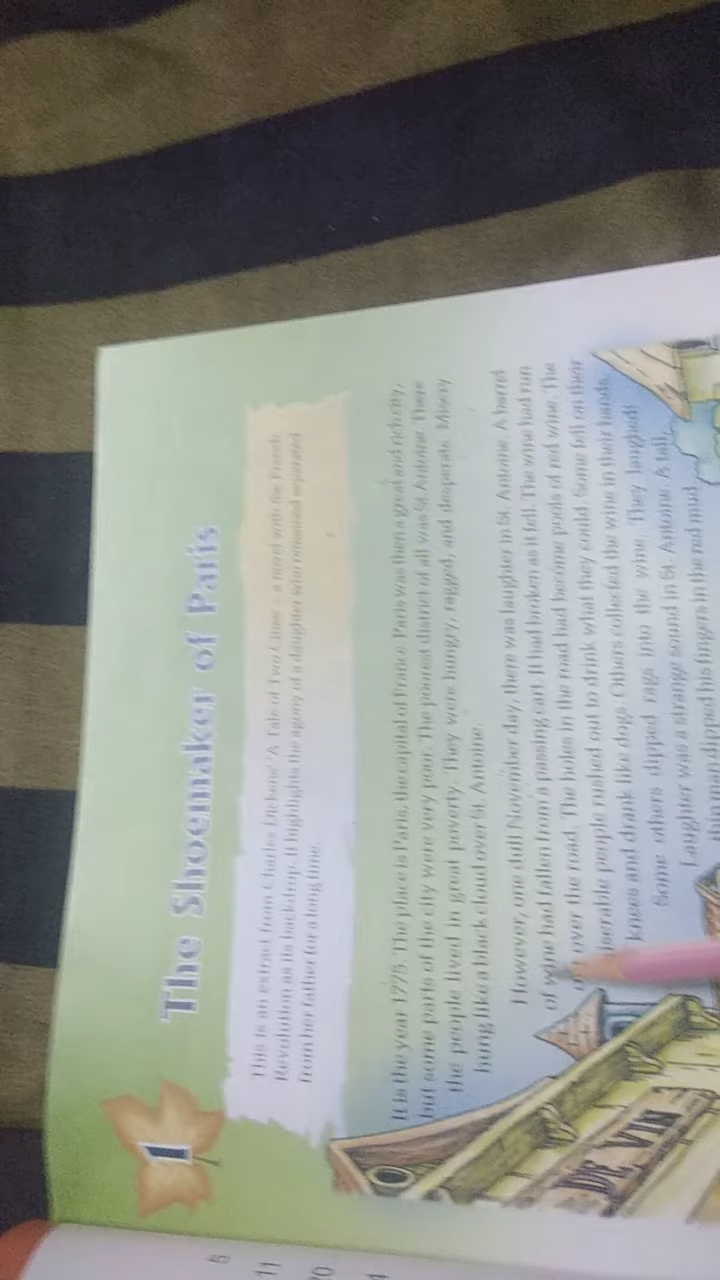 1
The Shoemaker of Paris
This is an extract from Charles Dickens' 'A Tale of Two Cities' – a novel with the French
Revolution as its backdrop. It highlights the agony of a daughter who remained separated
from her father for a long time.
It is the year 1775. The place is Paris, the capital of France. Paris was then a great and rich city,
but some parts of the city were very poor. The poorest district of all was St. Antoine. There
the people lived in great poverty. They were hungry, ragged, and desperate. Misery
hung like a black cloud over St. Antoine.
However, one dull November day, there was laughter in St. Antoine. A barrel
of wine had fallen from a passing cart. It had broken as it fell. The wine had run
over the road. The holes in the road had become pools of red wine. The
people rushed out to drink what they could. Some fell on their
knees and drank like dogs. Others collected the wine in their hands.
Some others dipped rags into the wine. They laughed!
Laughter was a strange sound in St. Antoine. A tall,
man dipped his fingers in the red mud
DE VIN
6
11
20